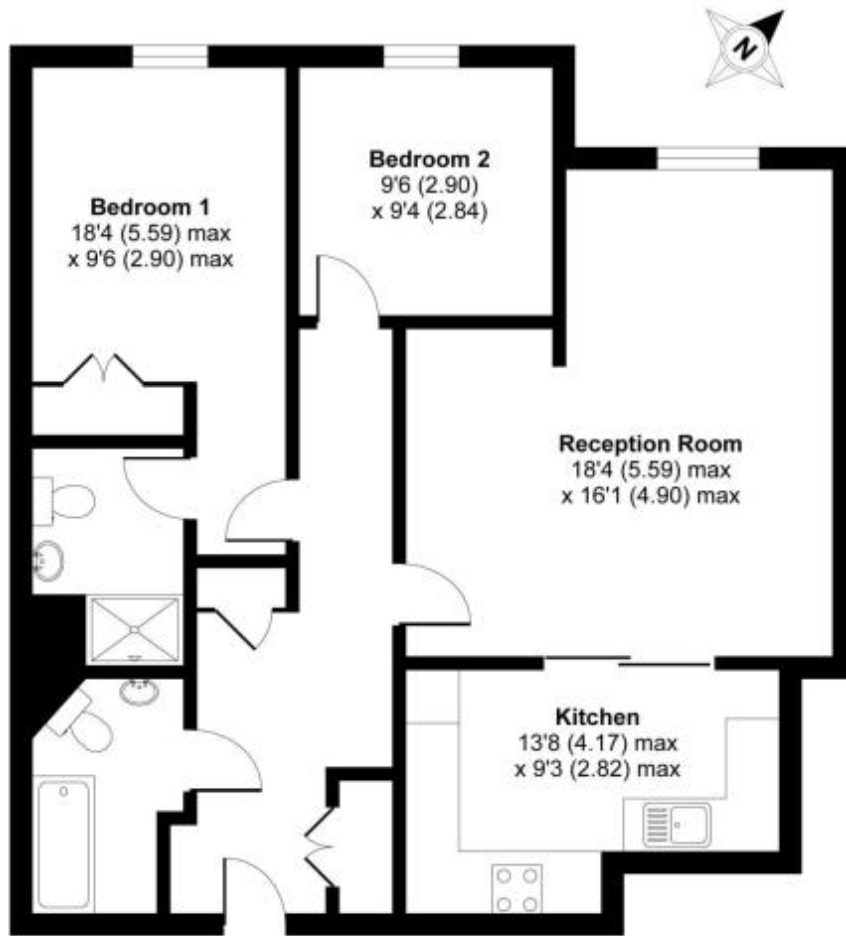 N
Bedroom 2
9'6 (2.90)
x 9'4 (2.84)
Bedroom 1
18'4 (5.59) max
x 9'6 (2.90) max
Reception Room
18'4 (5.59) max
x 16'1 (4.90) max
Kitchen
13'8 (4.17) max
x 9'3 (2.82) max